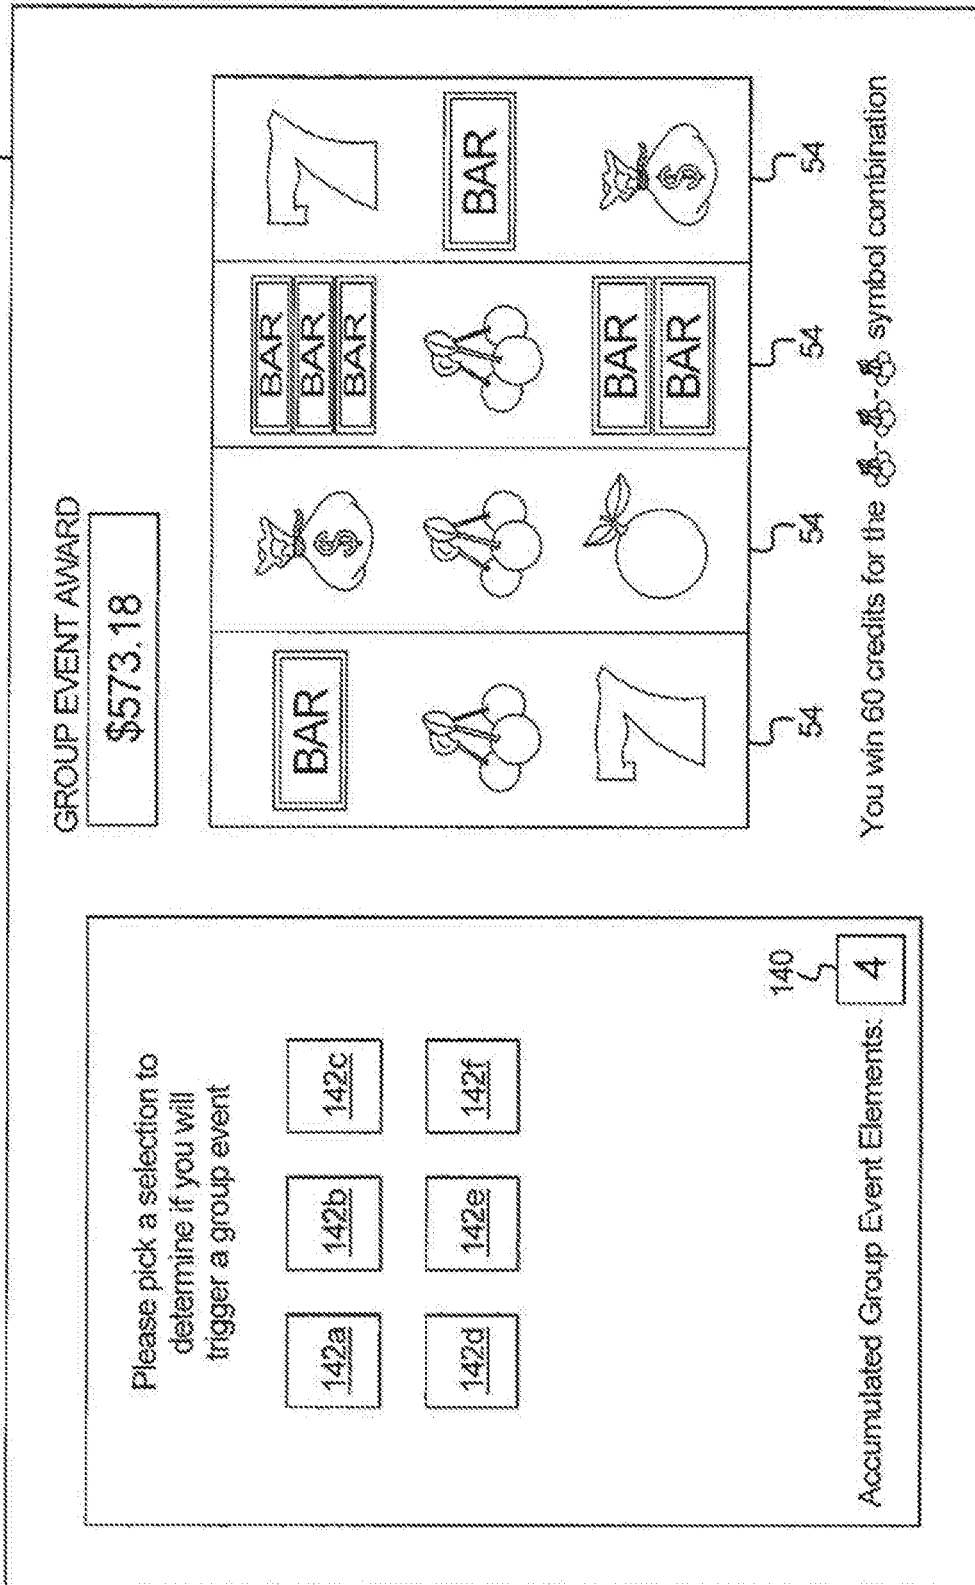 Please pick a selection to
determine if you will
trigger a group event
142a 142b 142c
142d 142e 142f
140
Accumulated Group Event Elements: 4
GROUP EVENT AWARD
$573.18
BAR
BAR
BAR
BAR
BAR
BAR
BAR
7
7
$
$
54 54 54 54
You win 60 credits for the - - symbol combination